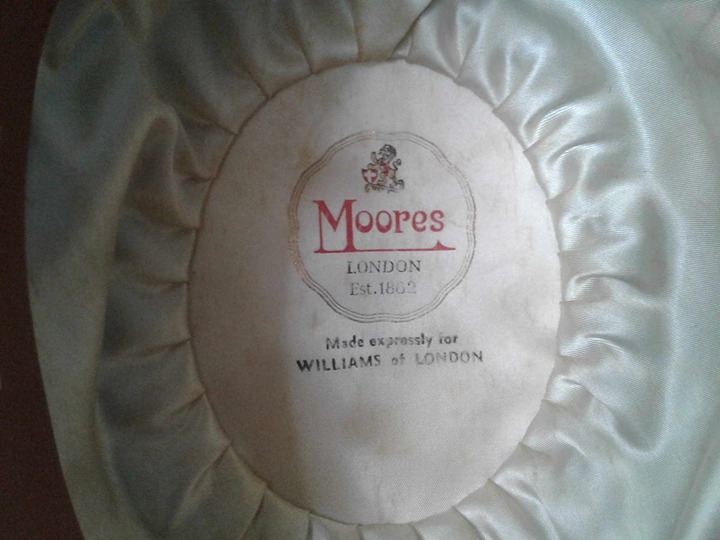 Moores
LONDON
Est. 1862
Made expressly for
WILLIAMS of LONDON